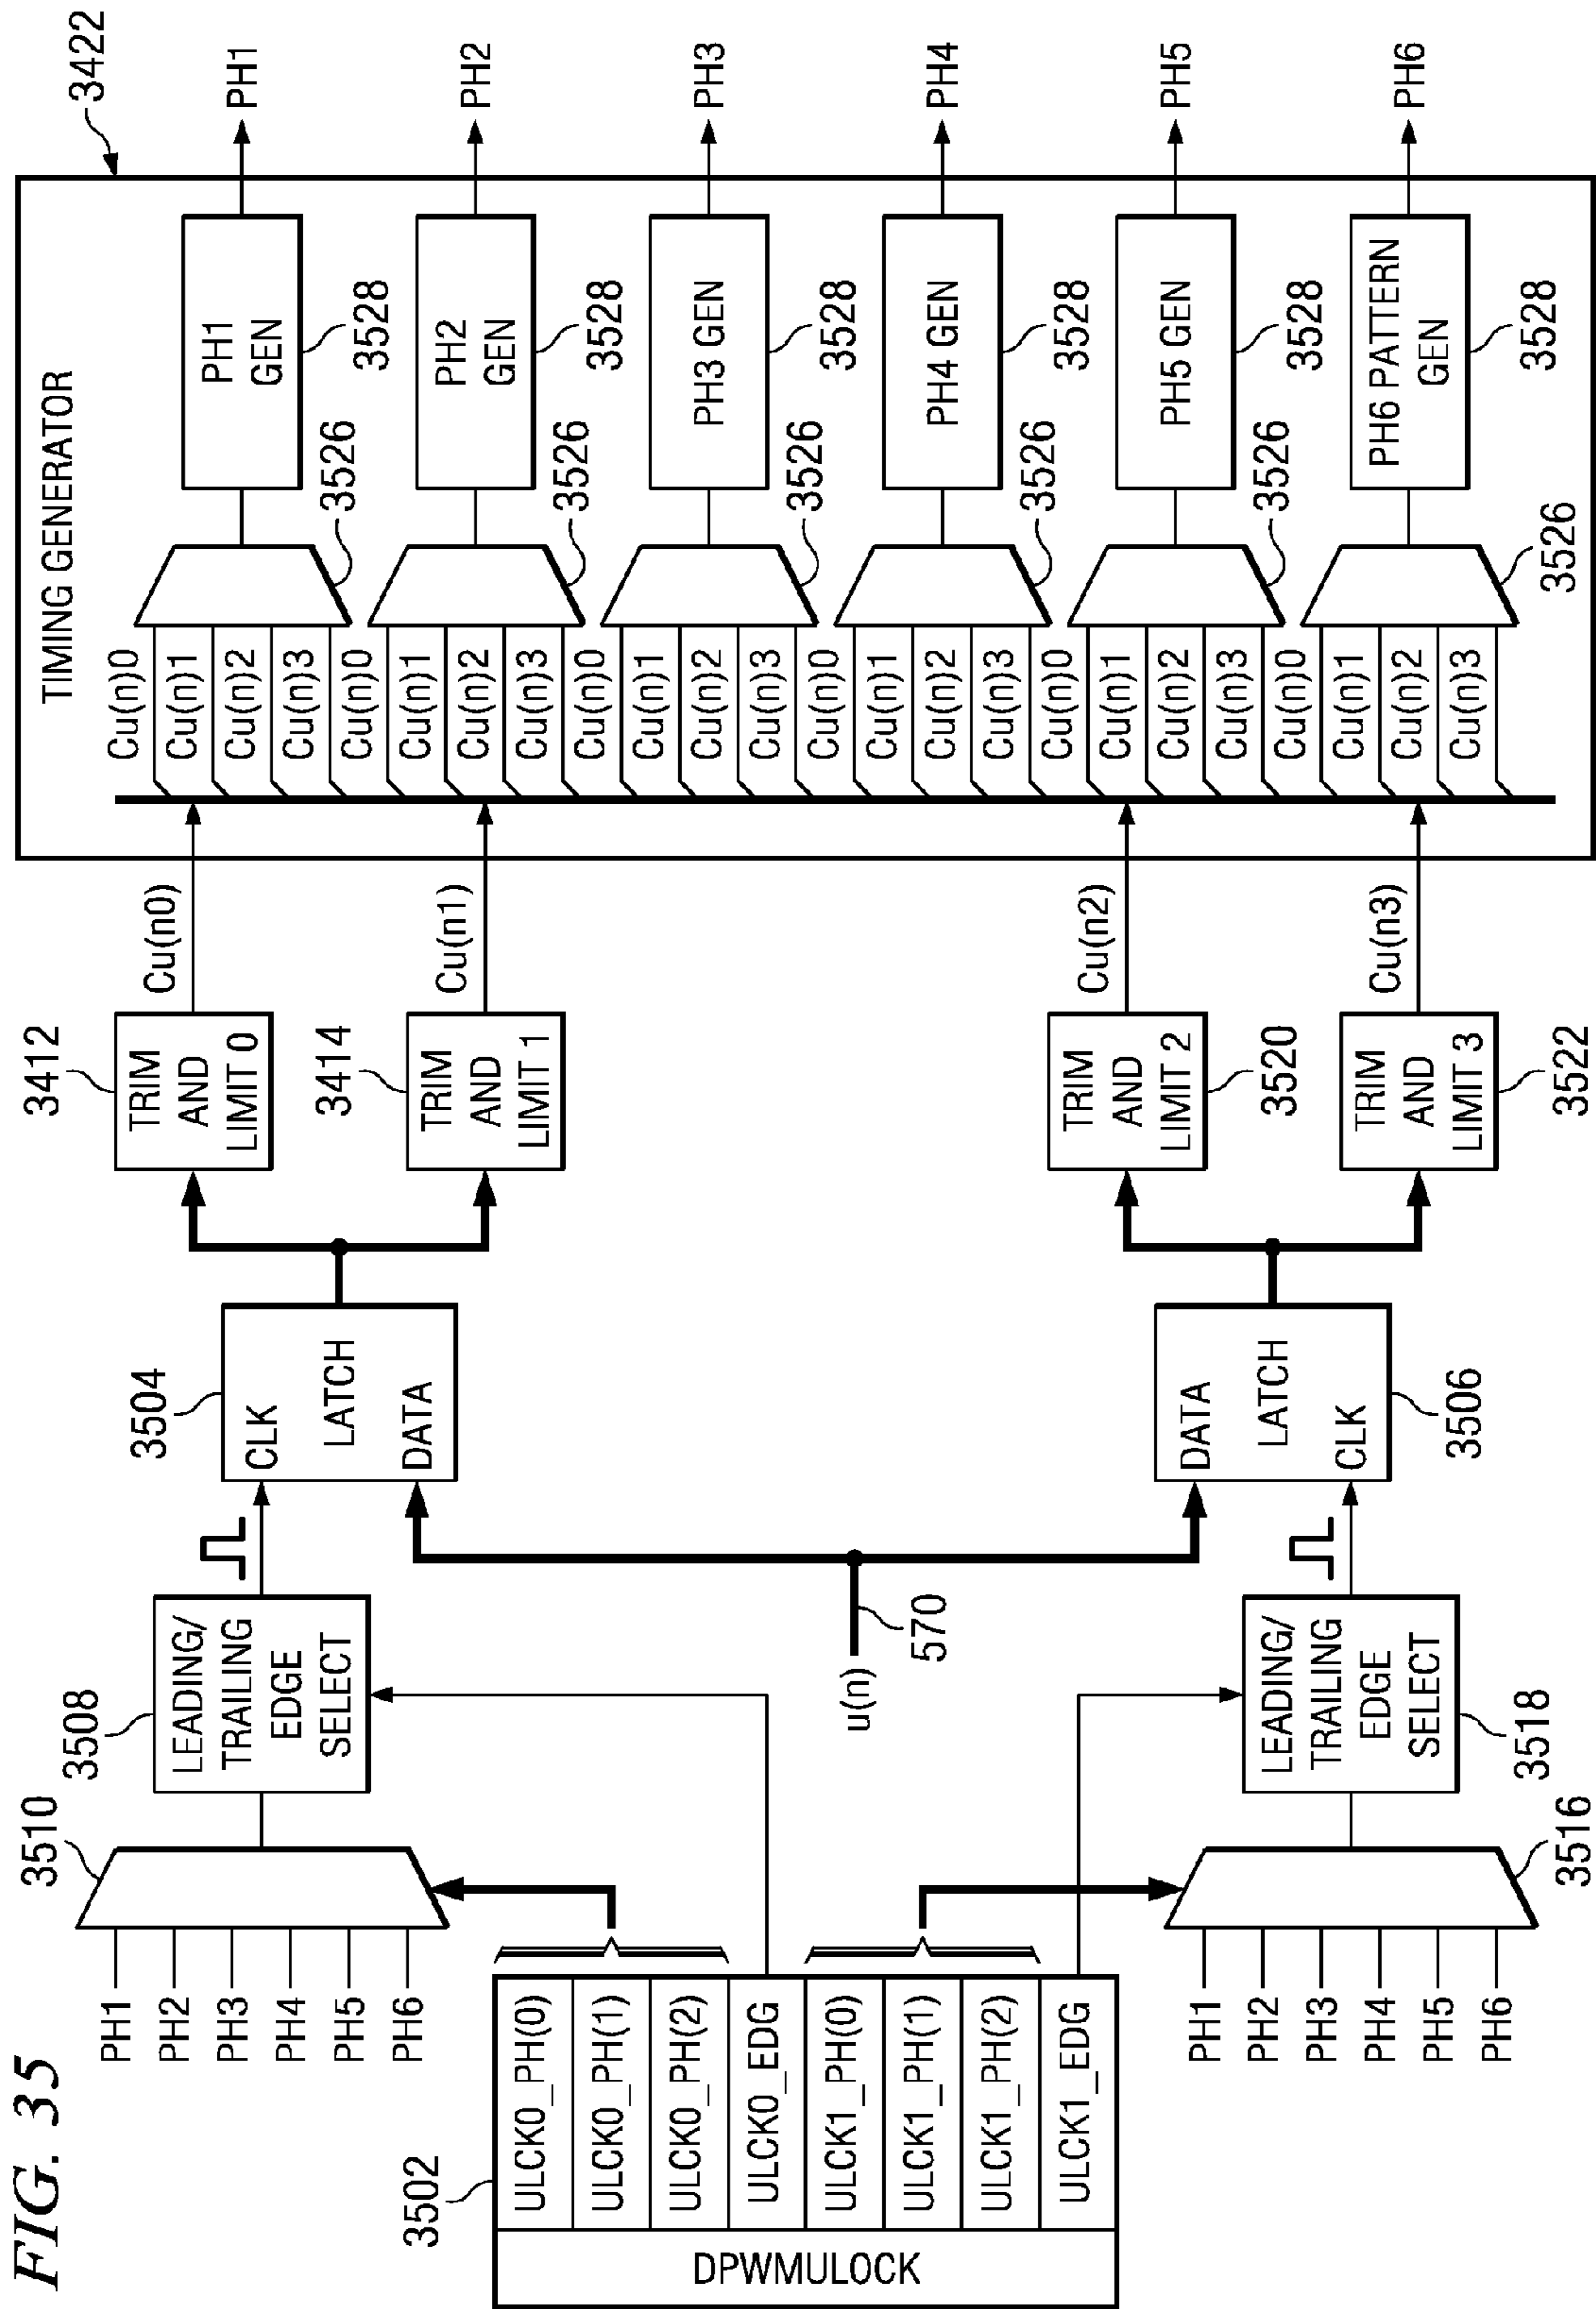 FIG. 35
PH1
PH2
PH3
PH4
PH5
PH6
3510
LEADING/
TRAILING
EDGE
SELECT
3508
CLK
LATCH
DATA
3504
3502
DPWMULOCK
ULCK0_PH(0)
ULCK0_PH(1)
ULCK0_PH(2)
ULCK0_EDG
ULCK1_PH(0)
ULCK1_PH(1)
ULCK1_PH(2)
ULCK1_EDG
u(n)
570
PH1
PH2
PH3
PH4
PH5
PH6
3516
LEADING/
TRAILING
EDGE
SELECT
3518
DATA
LATCH
CLK
3506
TRIM
AND
LIMIT 0
3412
Cu(n0)
TRIM
AND
LIMIT 1
3414
Cu(n1)
TRIM
AND
LIMIT 2
3520
Cu(n2)
TRIM
AND
LIMIT 3
3522
Cu(n3)
TIMING GENERATOR
3422
Cu(n)0
Cu(n)1
Cu(n)2
Cu(n)3
3526
PH1
GEN
3528
PH1
Cu(n)0
Cu(n)1
Cu(n)2
Cu(n)3
3526
PH2
GEN
3528
PH2
Cu(n)0
Cu(n)1
Cu(n)2
Cu(n)3
3526
PH3 GEN
3528
PH3
Cu(n)0
Cu(n)1
Cu(n)2
Cu(n)3
3526
PH4 GEN
3528
PH4
Cu(n)0
Cu(n)1
Cu(n)2
Cu(n)3
3526
PH5 GEN
3528
PH5
Cu(n)0
Cu(n)1
Cu(n)2
Cu(n)3
3526
PH6 PATTERN
GEN
3528
PH6